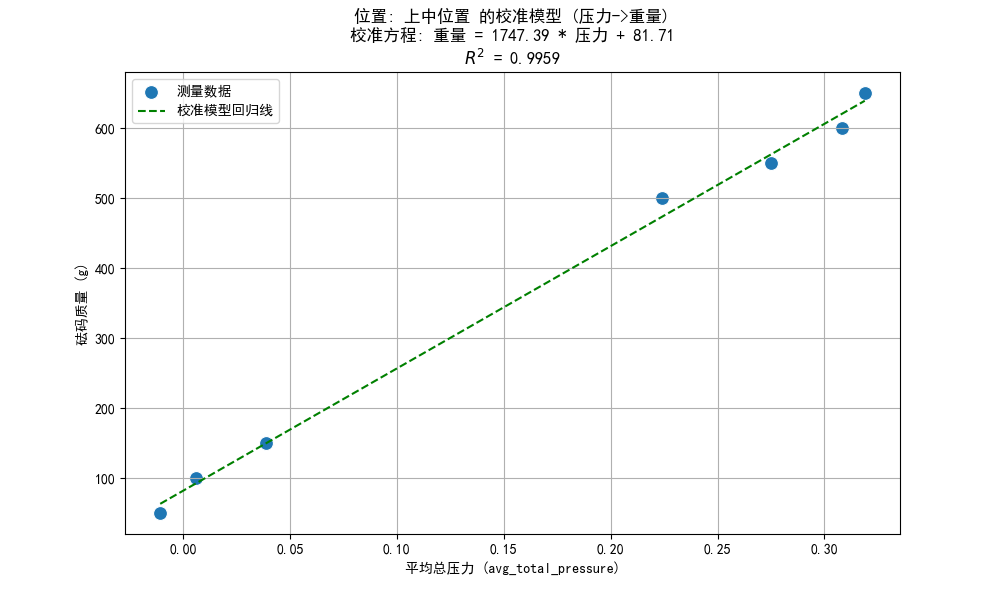 位置: 上中位置 的校准模型 (压力->重量)
校准方程: 重量 = 1747.39 * 压力 + 81.71
R² = 0.9959
测量数据
校准模型回归线
砝码质量 (g)
600
500
400
300
200
100
0.00 0.05 0.10 0.15 0.20 0.25 0.30
平均总压力 (avg_total_pressure)